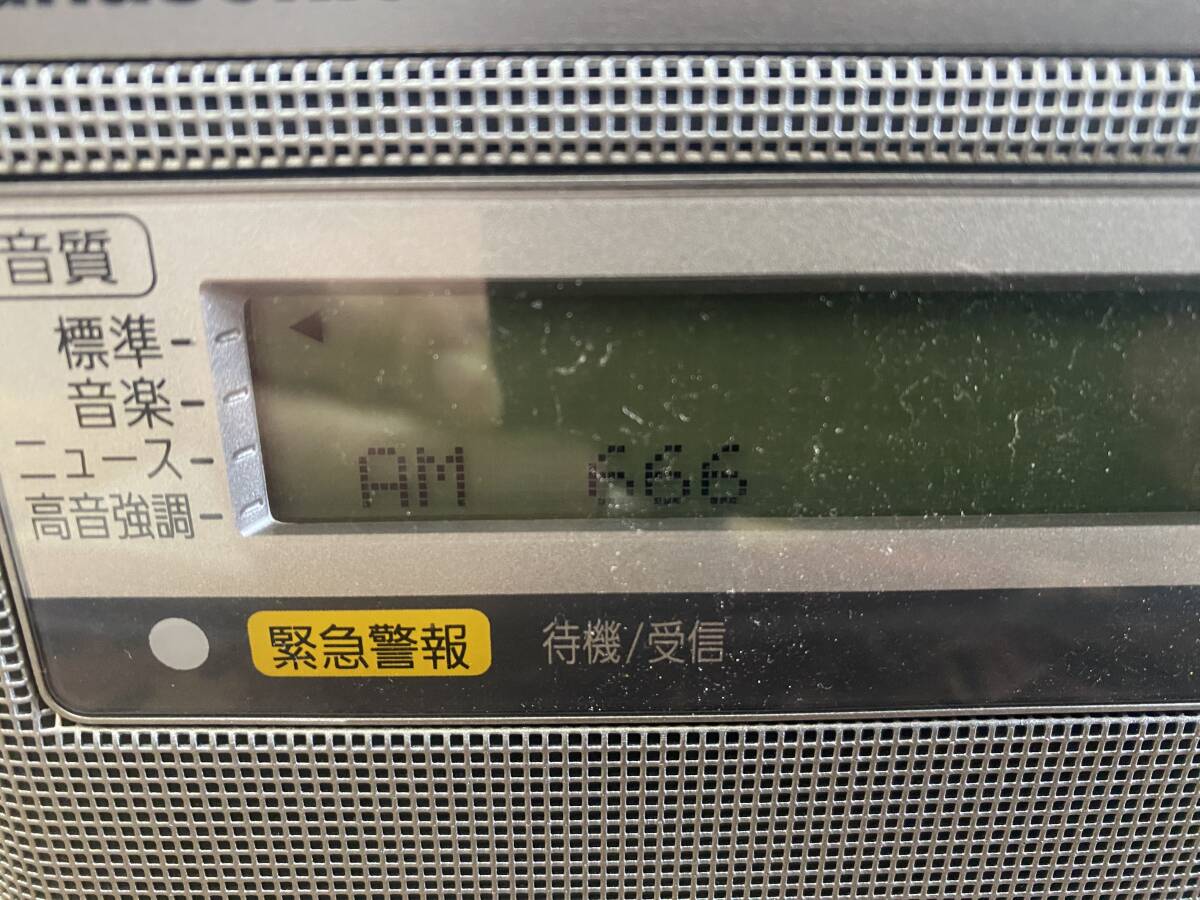 音質
標準
音楽
ニュース
高音強調
AM 666
緊急警報 待機/受信